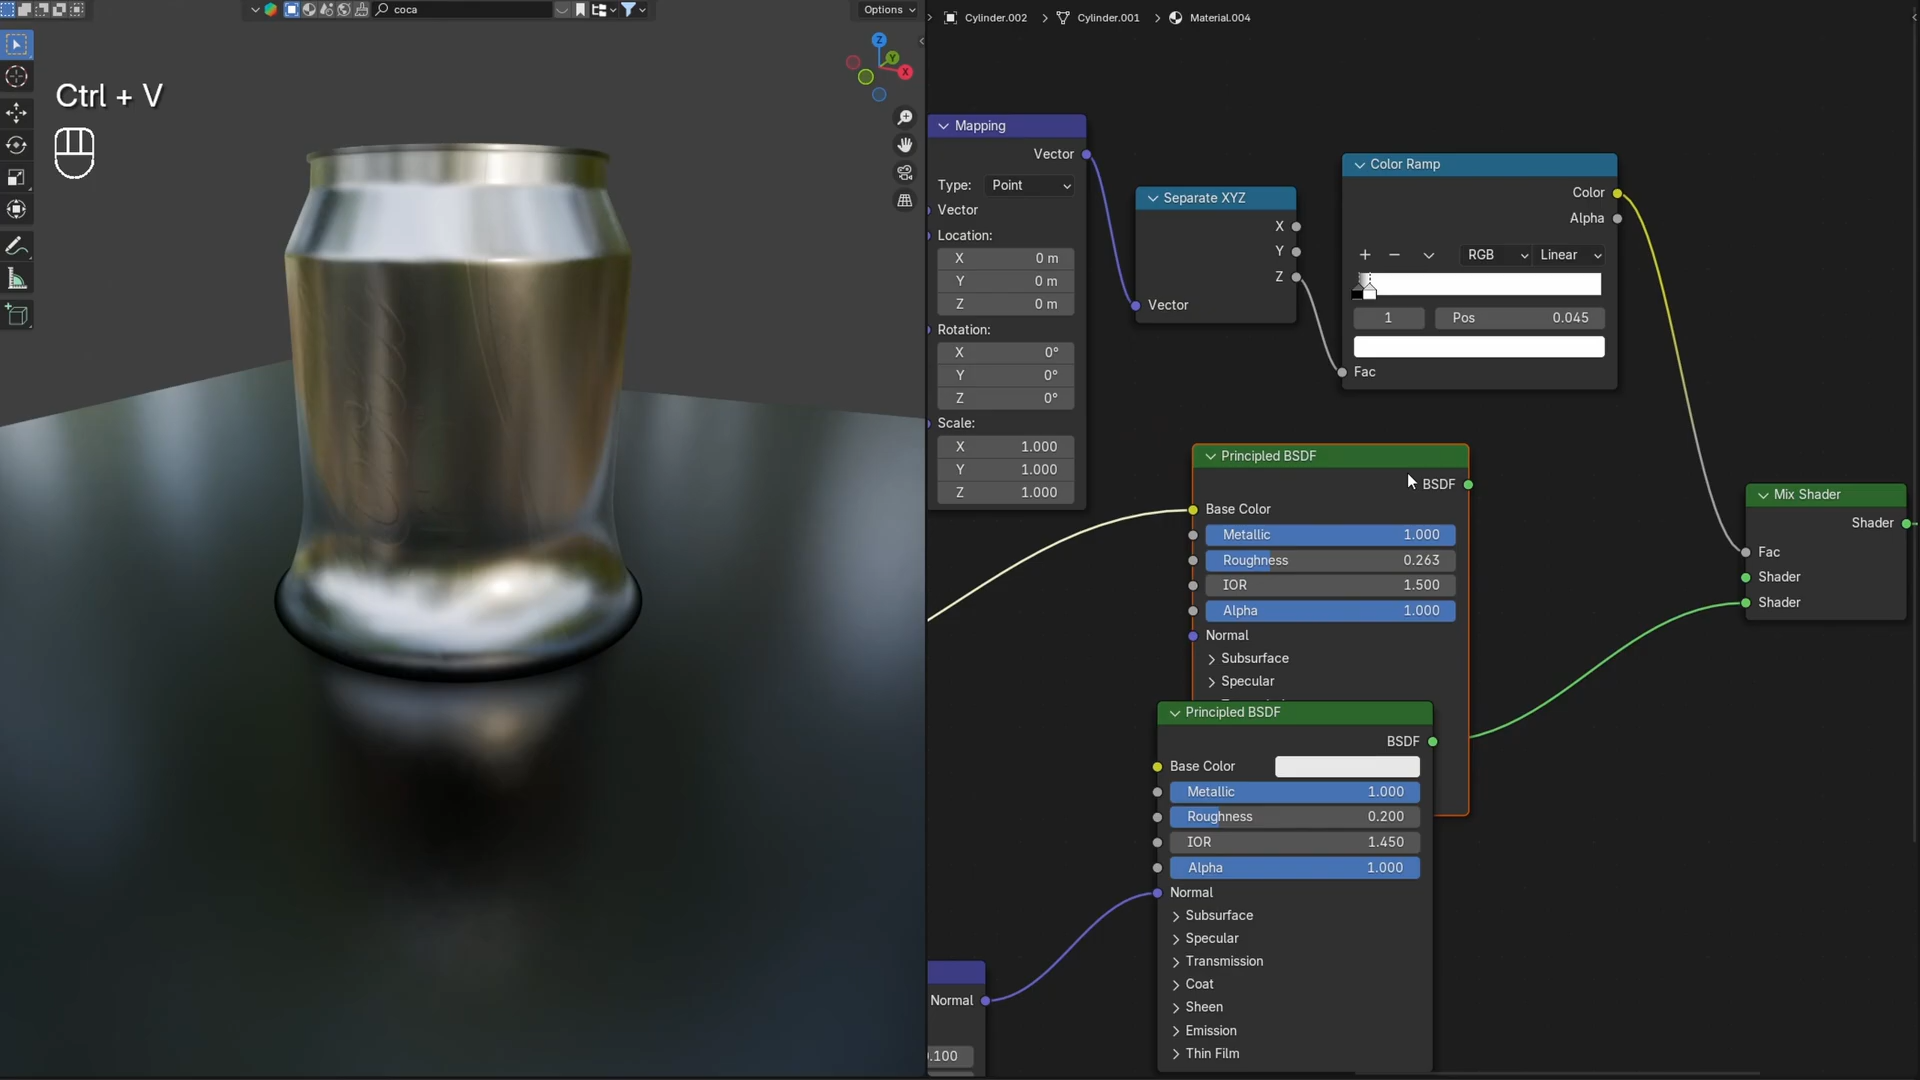 coca
Options
Cylinder.002
Cylinder.001
Material.004
Z
Y
X
Ctrl + V
Mapping
Vector
Type: Point
Vector
Location:
X 0 m
Y 0 m
Z 0 m
Rotation:
X 0°
Y 0°
Z 0°
Scale:
X 1.000
Y 1.000
Z 1.000
Separate XYZ
X
Y
Z
Vector
Color Ramp
Color
Alpha
RGB Linear
1 Pos 0.045
Fac
Principled BSDF
BSDF
Base Color
Metallic 1.000
Roughness 0.263
IOR 1.500
Alpha 1.000
Normal
Subsurface
Specular
Mix Shader
Shader
Fac
Shader
Shader
Principled BSDF
BSDF
Base Color
Metallic 1.000
Roughness 0.200
IOR 1.450
Alpha 1.000
Normal
Subsurface
Specular
Transmission
Coat
Sheen
Emission
Thin Film
Normal
.100